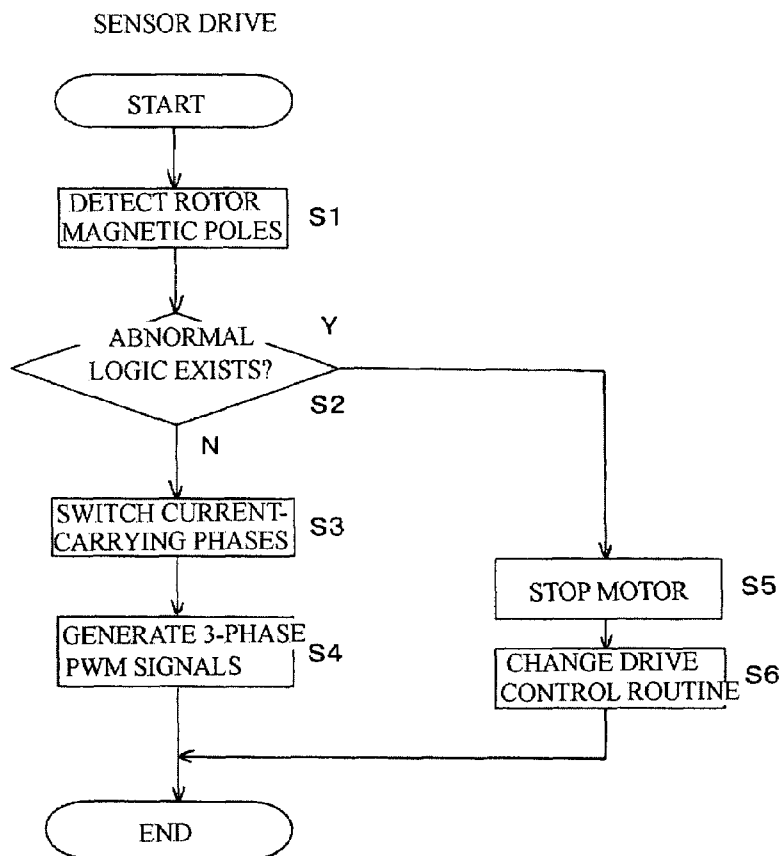 SENSOR DRIVE
START
DETECT ROTOR
MAGNETIC POLES
S1
ABNORMAL
LOGIC EXISTS?
Y
S2
N
SWITCH CURRENT-
CARRYING PHASES
S3
GENERATE 3-PHASE
PWM SIGNALS
S4
STOP MOTOR
S5
CHANGE DRIVE
CONTROL ROUTINE
S6
END